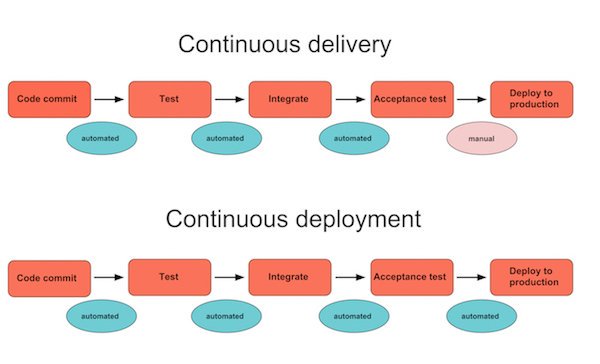 Continuous delivery
Code commit
Test
Integrate
Acceptance test
Deploy to
production
automated
automated
automated
manual
Continuous deployment
Code commit
Test
Integrate
Acceptance test
Deploy to
production
automated
automated
automated
automated